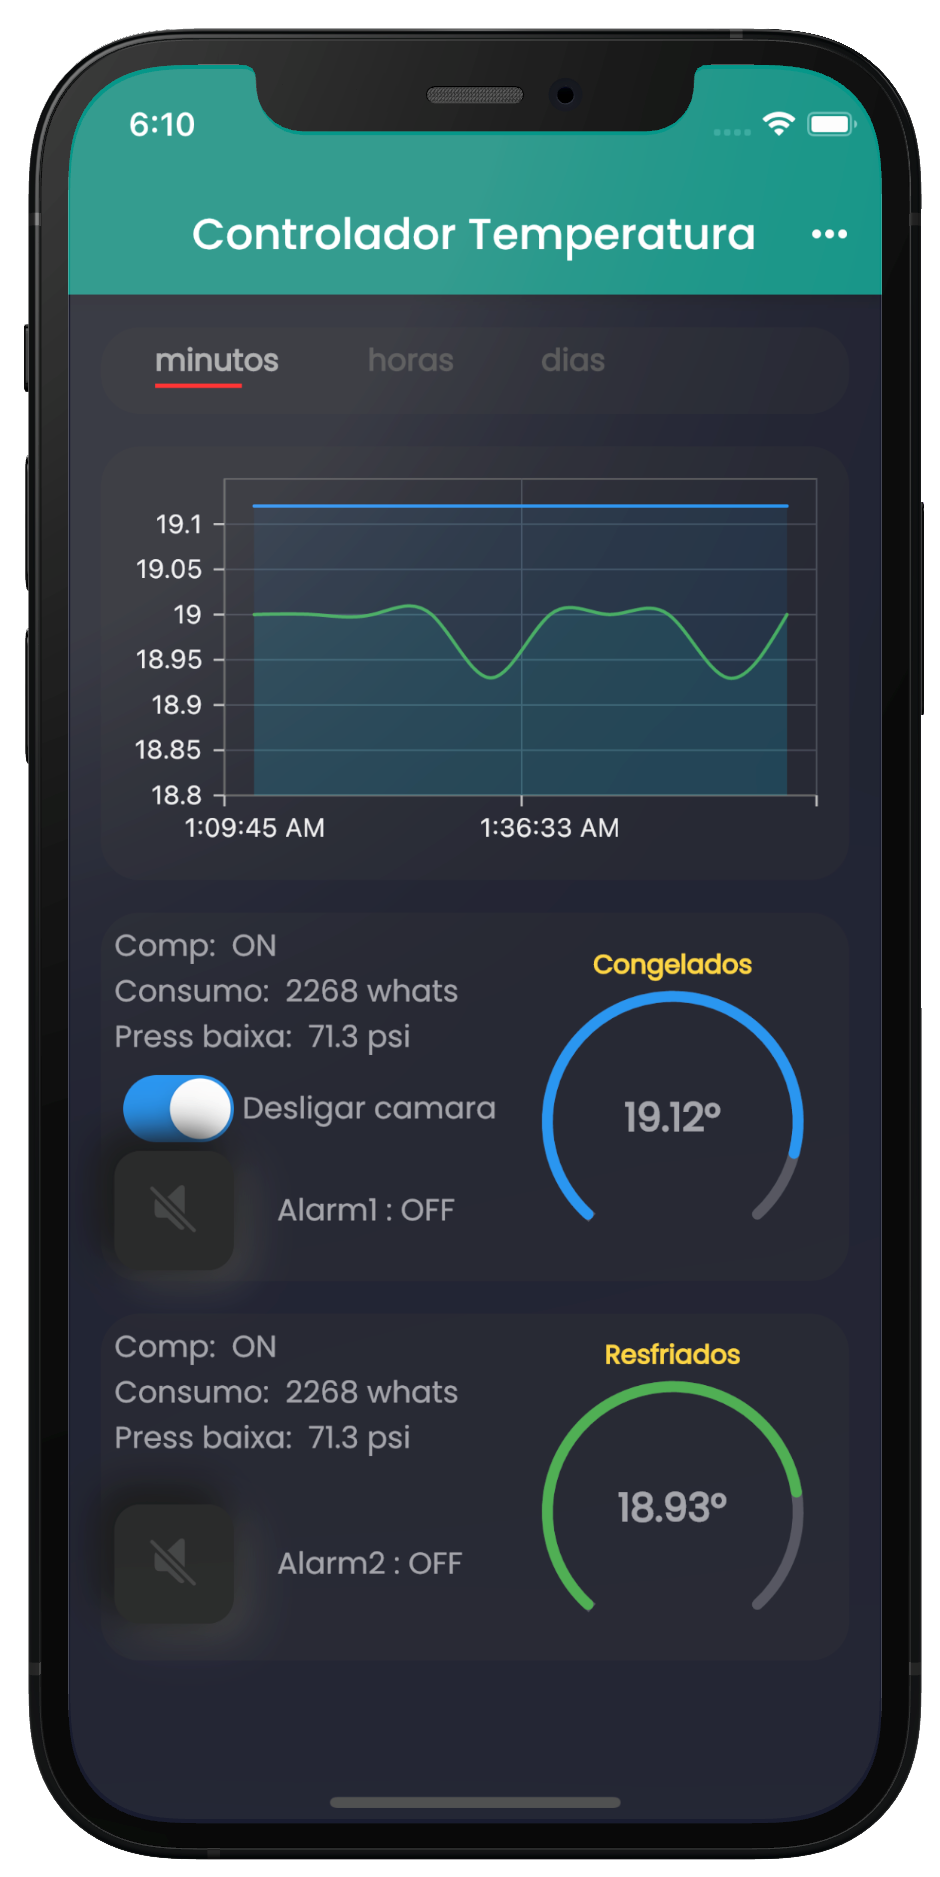 6:10
Controlador Temperatura
minutos horas dias
19.1
19.05
19
18.95
18.9
18.85
18.8
1:09:45 AM 1:36:33 AM
Comp: ON
Consumo: 2268 whats
Press baixa: 71.3 psi
Desligar camara
Alarm1 : OFF
Congelados
19.12º
Comp: ON
Consumo: 2268 whats
Press baixa: 71.3 psi
Alarm2 : OFF
Resfriados
18.93º